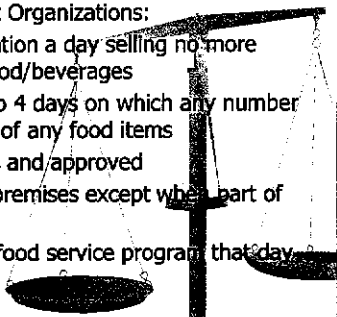 : Organizations:
ation a day selling no more
ood/beverages
o 4 days on which any number
of any food items
and approved
premises except when part of
food service program that day